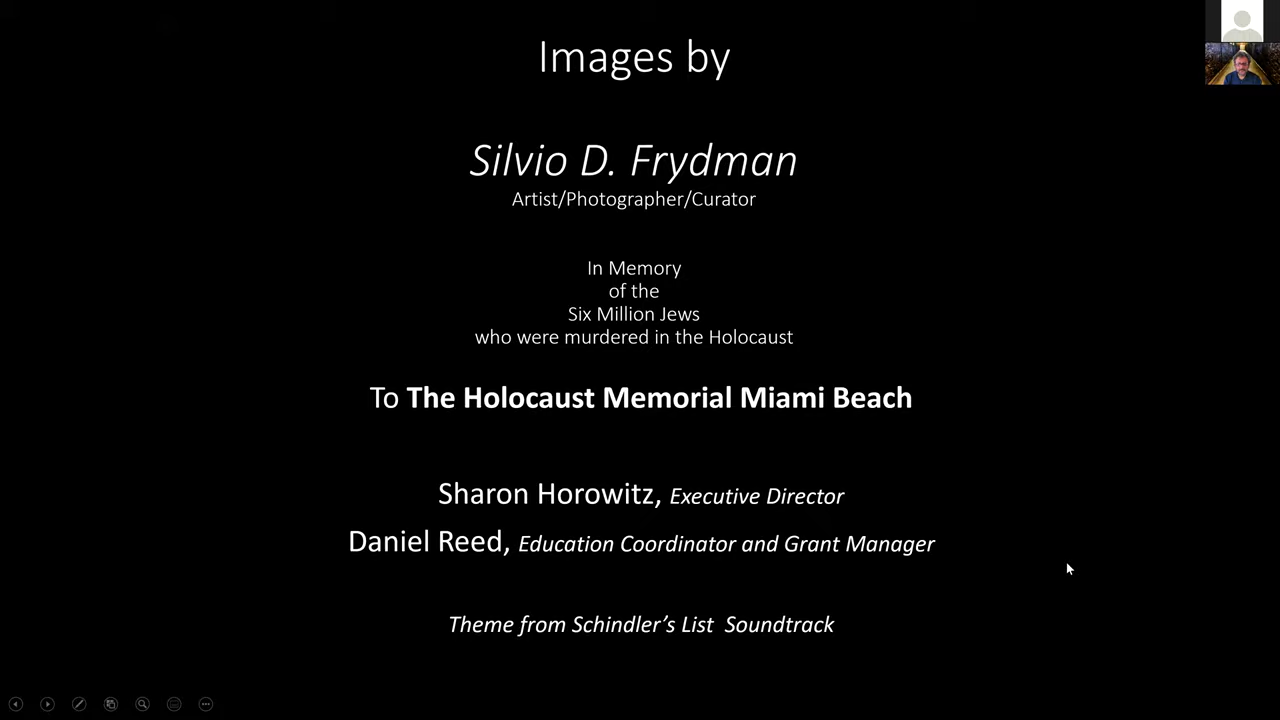 Images by
Silvio D. Frydman
Artist/Photographer/Curator
In Memory
of the
Six Million Jews
who were murdered in the Holocaust
To The Holocaust Memorial Miami Beach
Sharon Horowitz, Executive Director
Daniel Reed, Education Coordinator and Grant Manager
Theme from Schindler’s List  Soundtrack